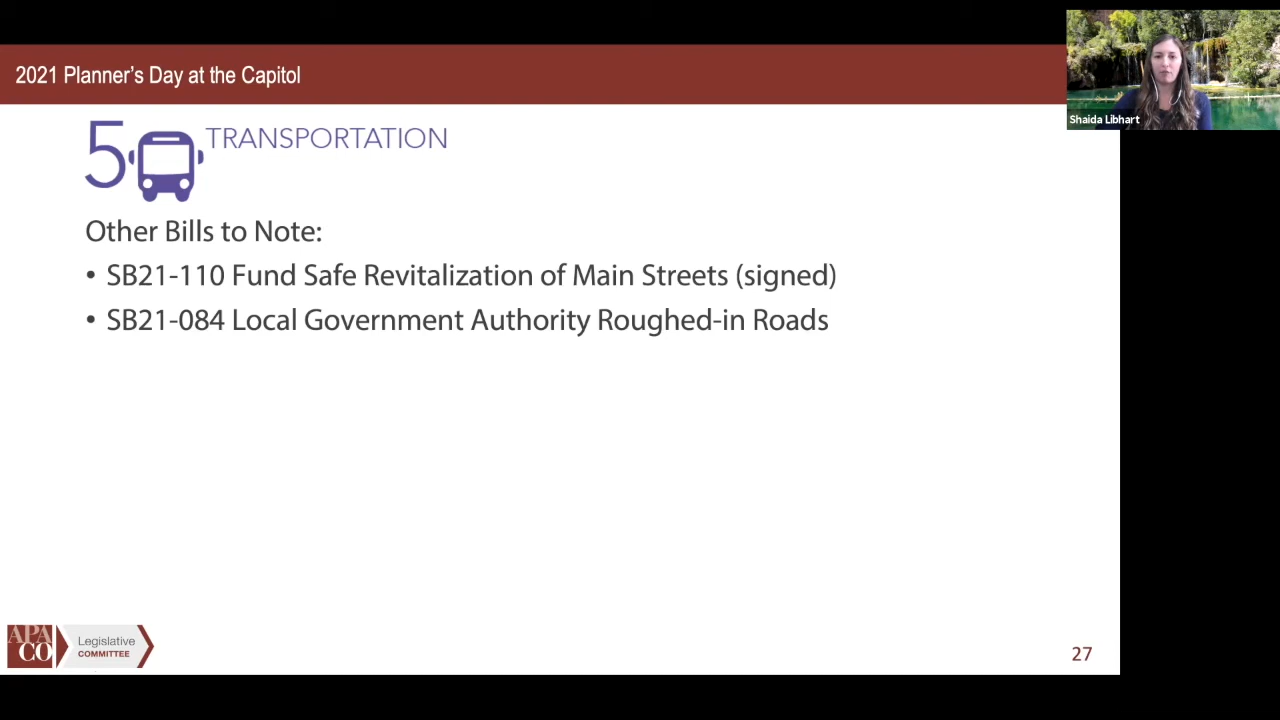 2021 Planner's Day at the Capitol
Shaida Libhart
5 TRANSPORTATION
Other Bills to Note:
• SB21-110 Fund Safe Revitalization of Main Streets (signed)
• SB21-084 Local Government Authority Roughed-in Roads
APA
CO
Legislative
COMMITTEE
27